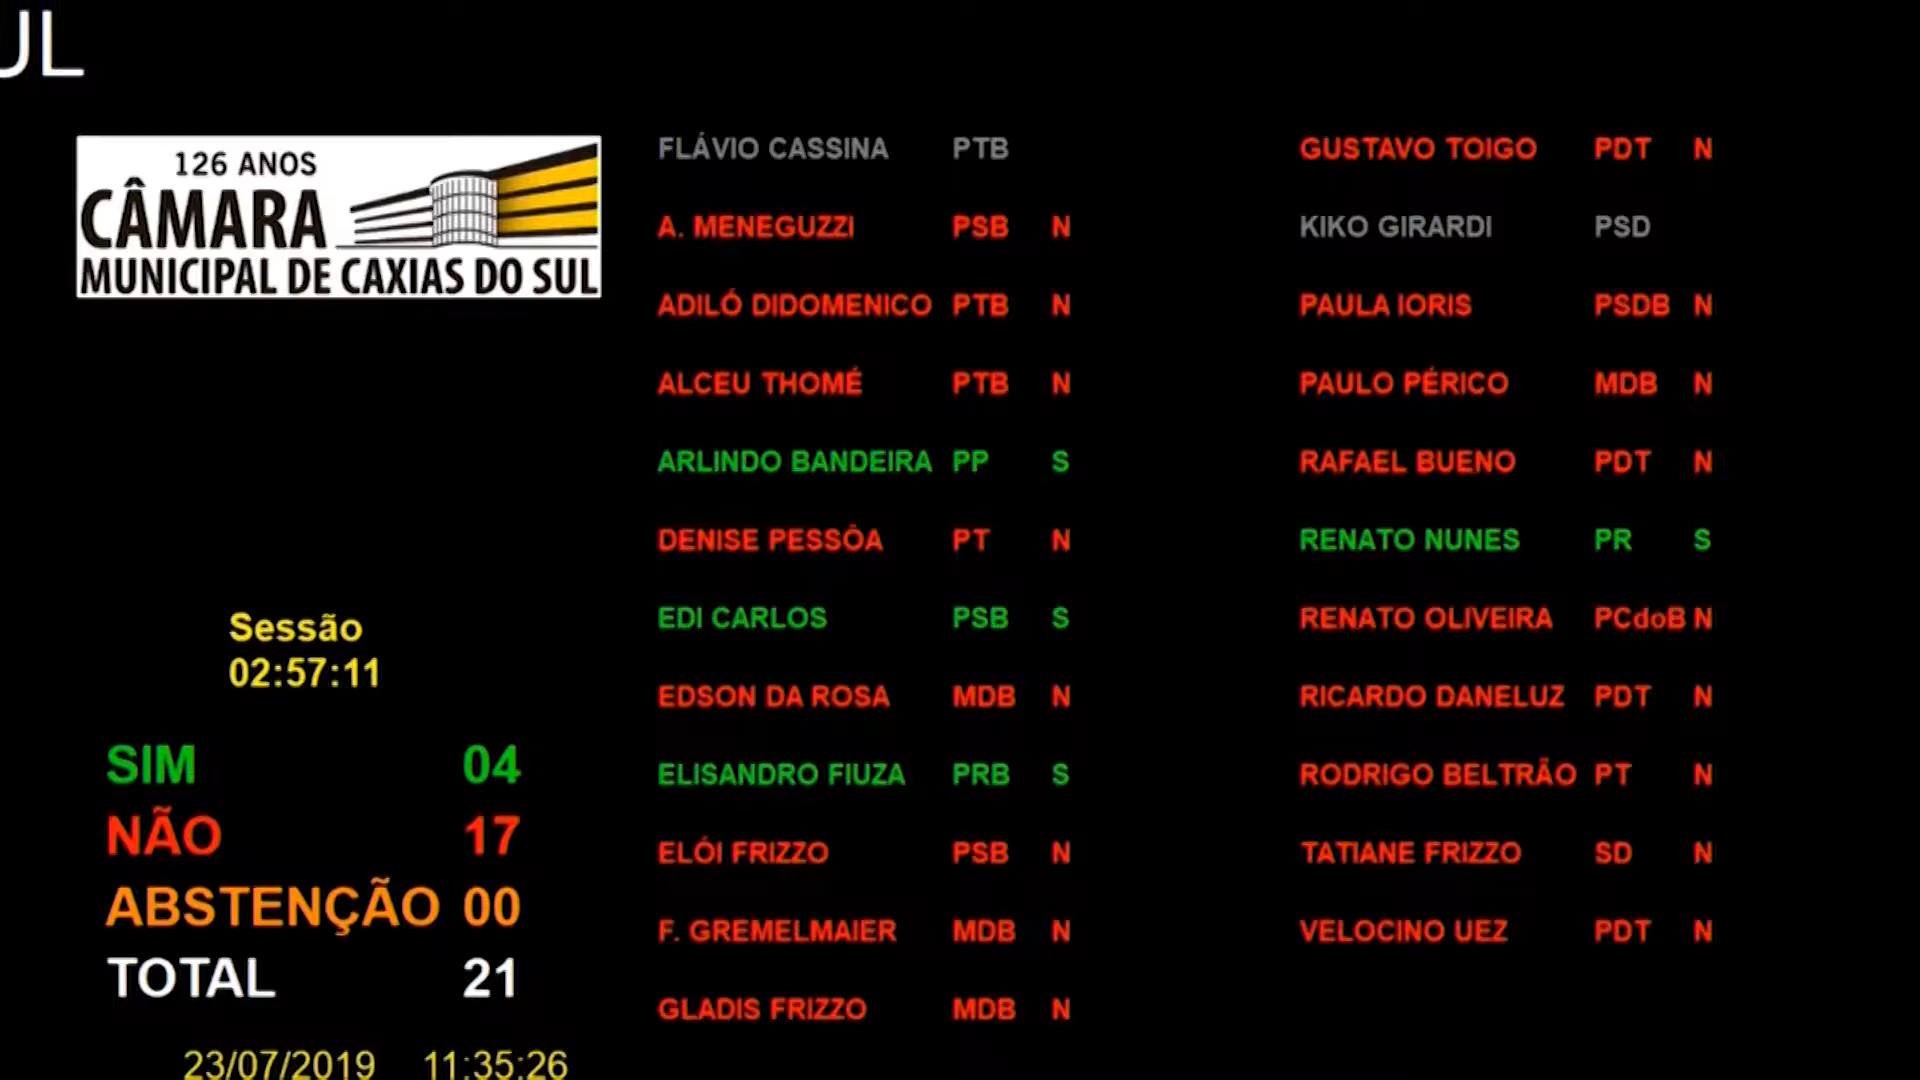 UL
126 ANOS
CÂMARA
MUNICIPAL DE CAXIAS DO SUL
Sessão
02:57:11
SIM 04
NÃO 17
ABSTENÇÃO 00
TOTAL 21
23/07/2019 11:35:26
FLÁVIO CASSINA PTB
A. MENEGUZZI PSB N
ADILÓ DIDOMENICO PTB N
ALCEU THOMÉ PTB N
ARLINDO BANDEIRA PP S
DENISE PESSÔA PT N
EDI CARLOS PSB S
EDSON DA ROSA MDB N
ELISANDRO FIUZA PRB S
ELÓI FRIZZO PSB N
F. GREMELMAIER MDB N
GLADIS FRIZZO MDB N
GUSTAVO TOIGO PDT N
KIKO GIRARDI PSD
PAULA IORIS PSDB N
PAULO PÉRICO MDB N
RAFAEL BUENO PDT N
RENATO NUNES PR S
RENATO OLIVEIRA PCdoB N
RICARDO DANELUZ PDT N
RODRIGO BELTRÃO PT N
TATIANE FRIZZO SD N
VELOCINO UEZ PDT N